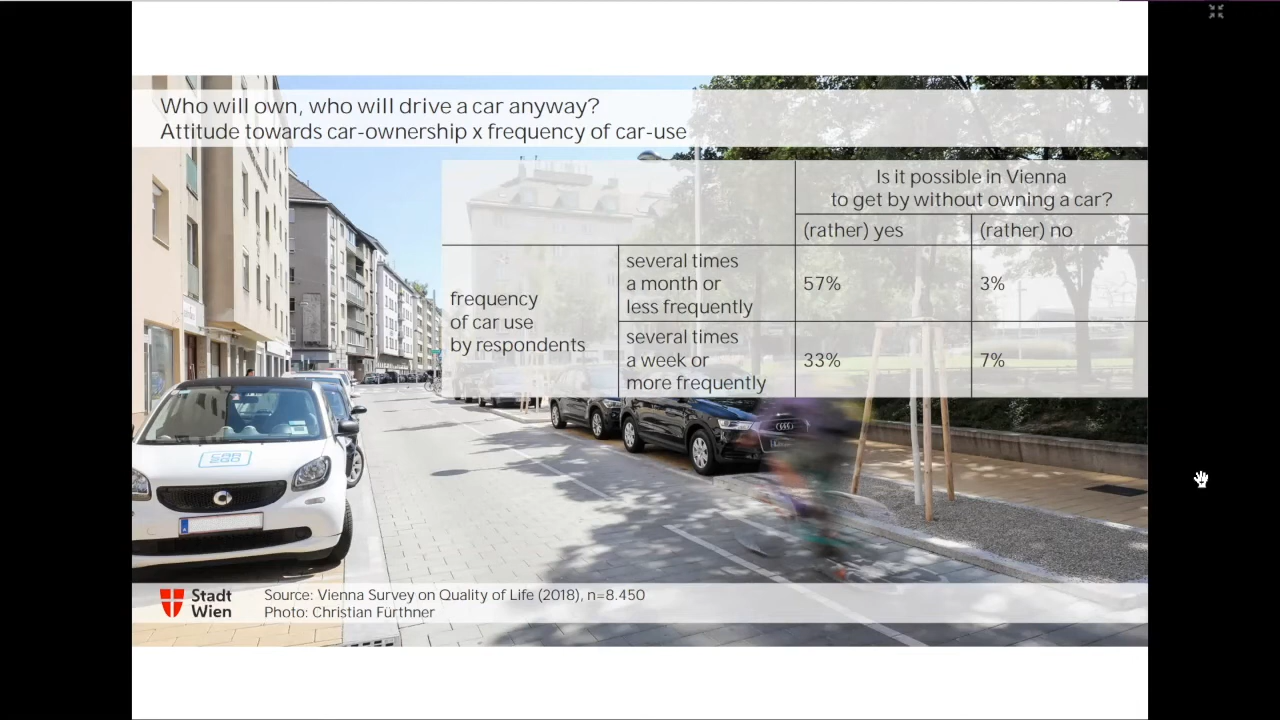 Who will own, who will drive a car anyway?
Attitude towards car-ownership x frequency of car-use
Is it possible in Vienna
to get by without owning a car?
(rather) yes
(rather) no
frequency
of car use
by respondents
several times
a month or
less frequently
57%
3%
several times
a week or
more frequently
33%
7%
CAR
2GO
Stadt
Wien
Source: Vienna Survey on Quality of Life (2018), n=8.450
Photo: Christian Fürthner